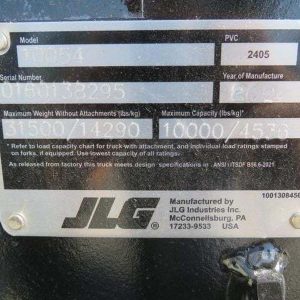 Model
PVC
2405
Serial Number
Year of Manufacture
Maximum Weight Without Attachments (lbs/kg)
Maximum Capacity (lbs/kg)
10000/4536
* Refer to load capacity chart for truck with attachment, and individual load ratings stamped
on forks, if equipped. Use lowest capacity of all ratings.
As released from factory this truck meets design specifications in . ANSI / ITSDF B56.6-2021
JLG®
Manufactured by
JLG Industries Inc.
McConnellsburg, PA
17233-9533 USA
1001308450